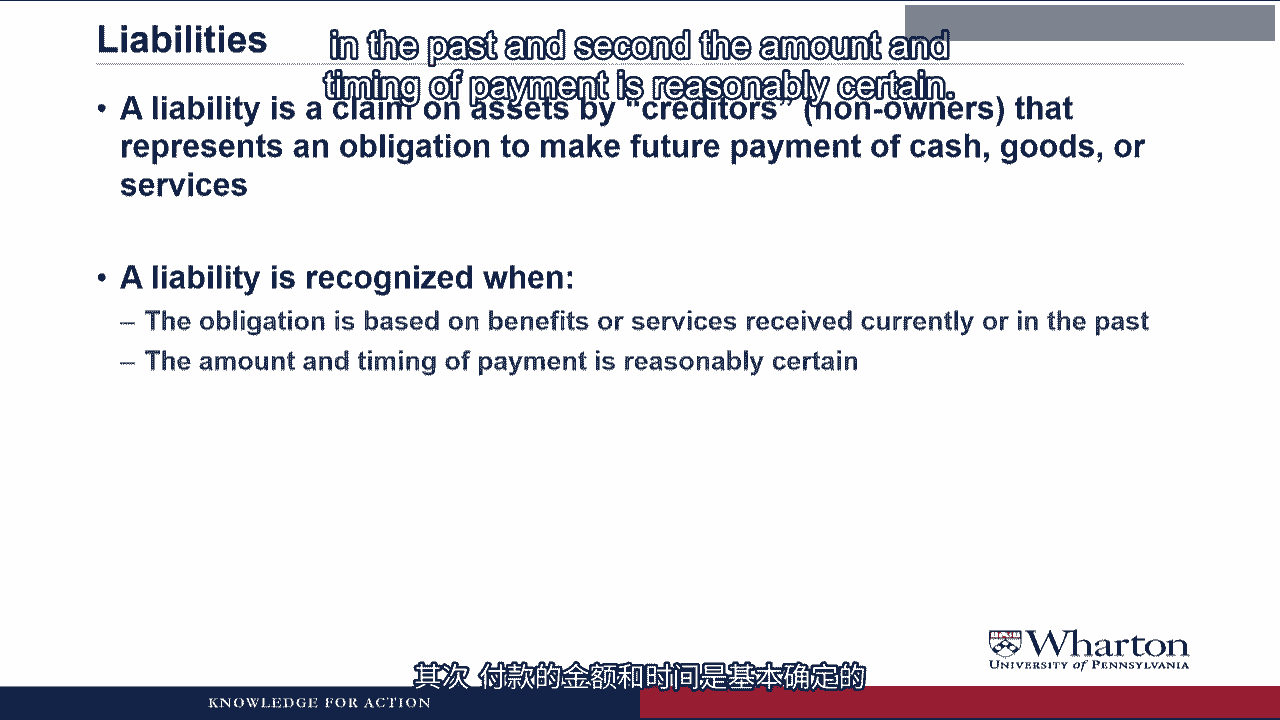 Liabilities
in the past and second the amount and
timing of payment is reasonably certain.
• A liability is a claim on assets by “creditors” (non-owners) that
represents an obligation to make future payment of cash, goods, or
services
• A liability is recognized when:
– The obligation is based on benefits or services received currently or in the past
– The amount and timing of payment is reasonably certain
Wharton
UNIVERSITY of PENNSYLVANIA
其次 付款的金额和时间是基本确定的
KNOWLEDGE FOR ACTION